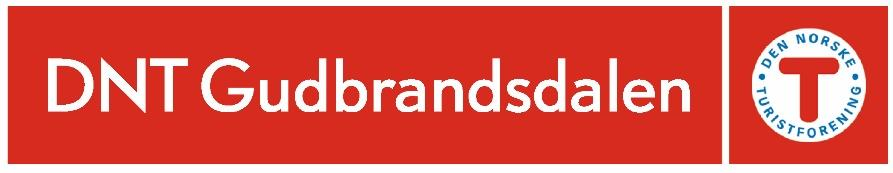 DNT Gudbrandsdalen
DEN NORSKE
T
TURISTFORENING